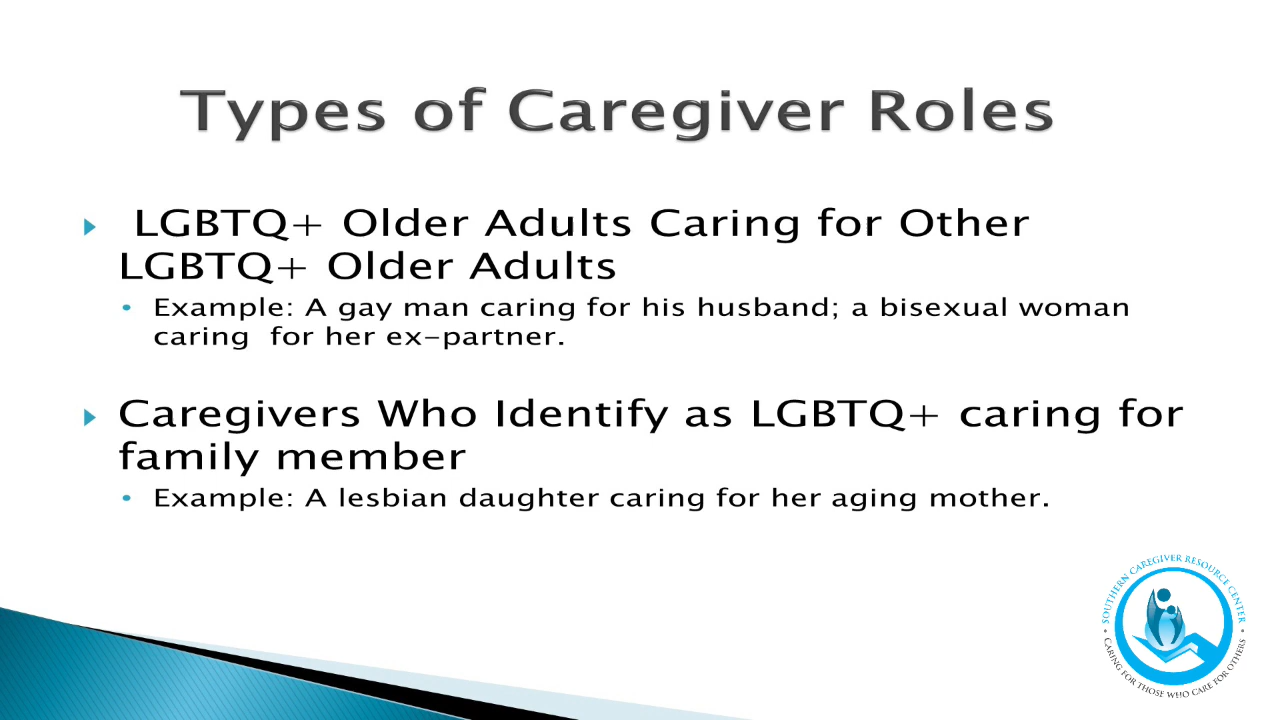 Types of Caregiver Roles
LGBTQ+ Older Adults Caring for Other
LGBTQ+ Older Adults
Example: A gay man caring for his husband; a bisexual woman
caring for her ex-partner.
Caregivers Who Identify as LGBTQ+ caring for
family member
Example: A lesbian daughter caring for her aging mother.
SOUTHERN CAREGIVER RESOURCE CENTER
• CARING FOR THOSE WHO CARE FOR OTHERS •